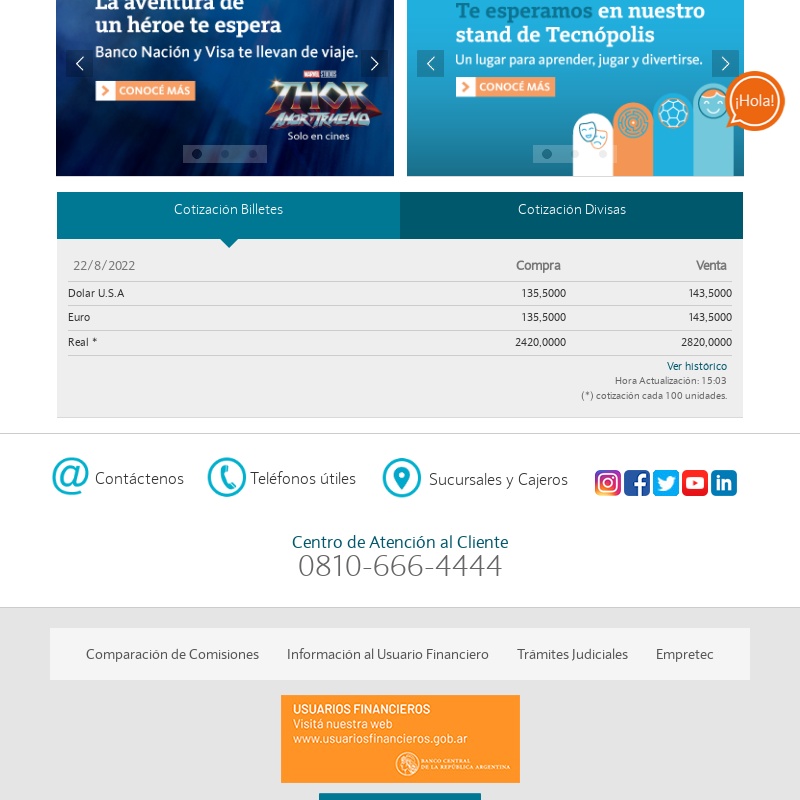 La aventura de
un héroe te espera
Banco Nación y Visa te llevan de viaje.
CONOCÉ MÁS
MARVEL STUDIOS
THOR
AMOR Y TRUENO
Solo en cines
Te esperamos en nuestro
stand de Tecnópolis
Un lugar para aprender, jugar y divertirse.
CONOCÉ MÁS
¡Hola!
Cotización Billetes
Cotización Divisas
22/8/2022 Compra Venta
Dolar U.S.A 135,5000 143,5000
Euro 135,5000 143,5000
Real * 2420,0000 2820,0000
Ver histórico
Hora Actualización: 15:03
(*) cotización cada 100 unidades.
Contáctenos
Teléfonos útiles
Sucursales y Cajeros
Centro de Atención al Cliente
0810-666-4444
Comparación de Comisiones
Información al Usuario Financiero
Trámites Judiciales
Empretec
USUARIOS FINANCIEROS
Visitá nuestra web
www.usuariosfinancieros.gob.ar
BANCO CENTRAL
DE LA REPÚBLICA ARGENTINA